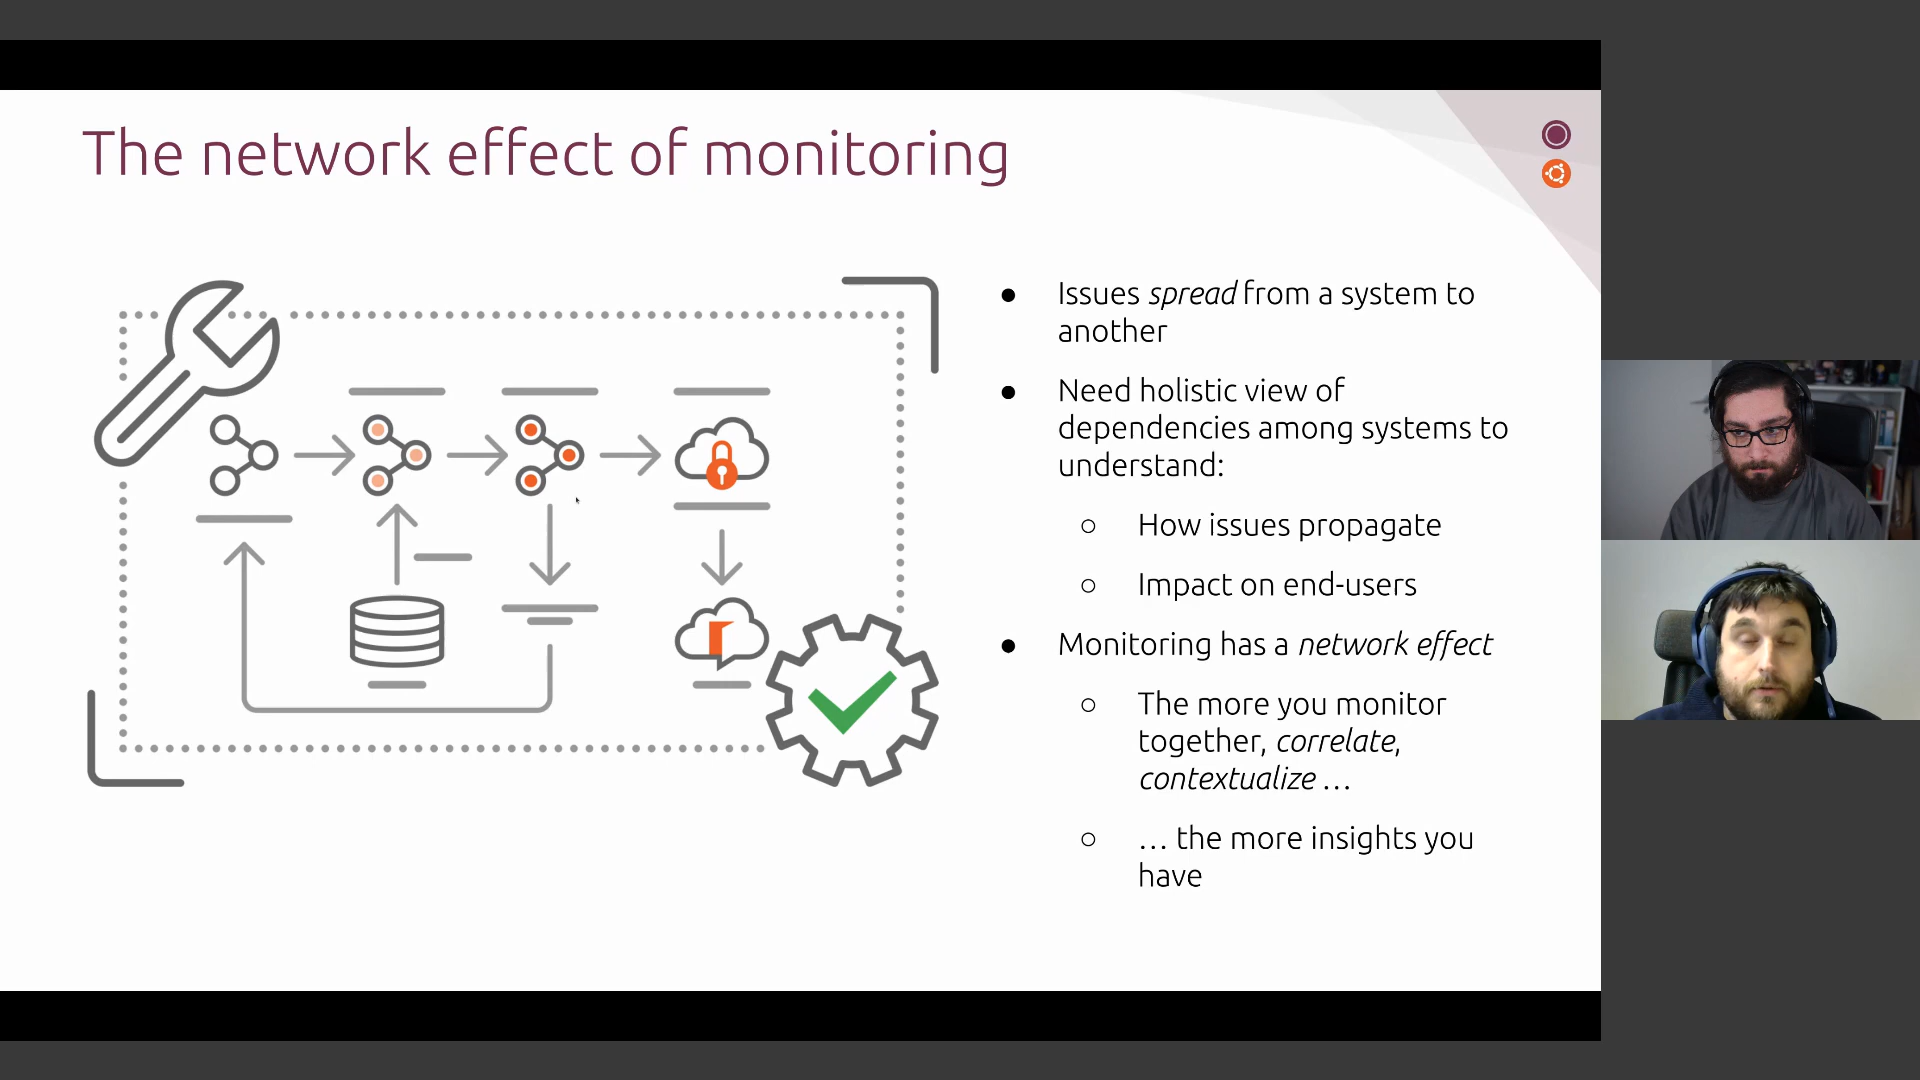 The network effect of monitoring
Issues spread from a system to
another
Need holistic view of
dependencies among systems to
understand:
How issues propagate
Impact on end-users
Monitoring has a network effect
The more you monitor
together, correlate,
contextualize …
… the more insights you
have